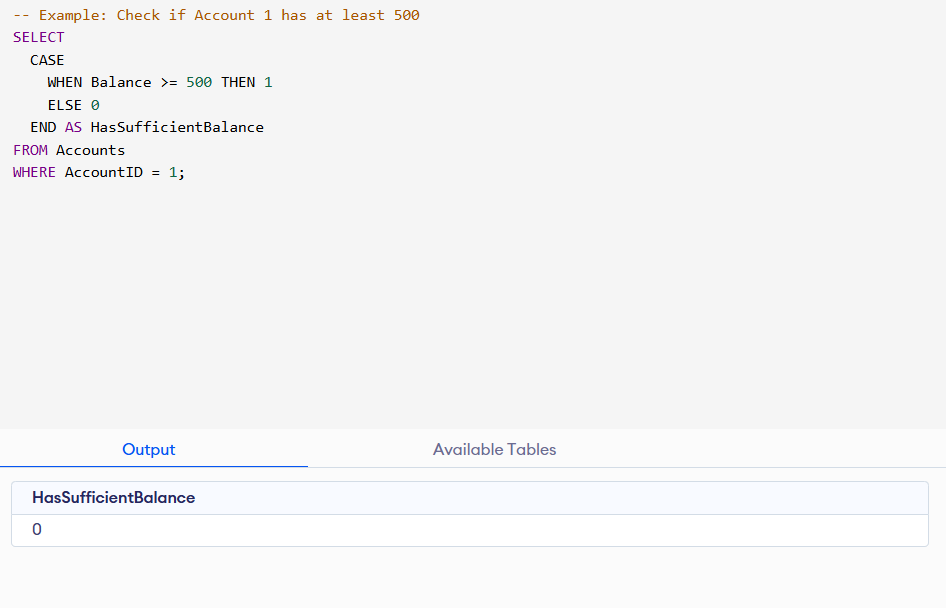 -- Example: Check if Account 1 has at least 500
SELECT
  CASE
    WHEN Balance >= 500 THEN 1
    ELSE 0
  END AS HasSufficientBalance
FROM Accounts
WHERE AccountID = 1;
Output Available Tables
HasSufficientBalance
0